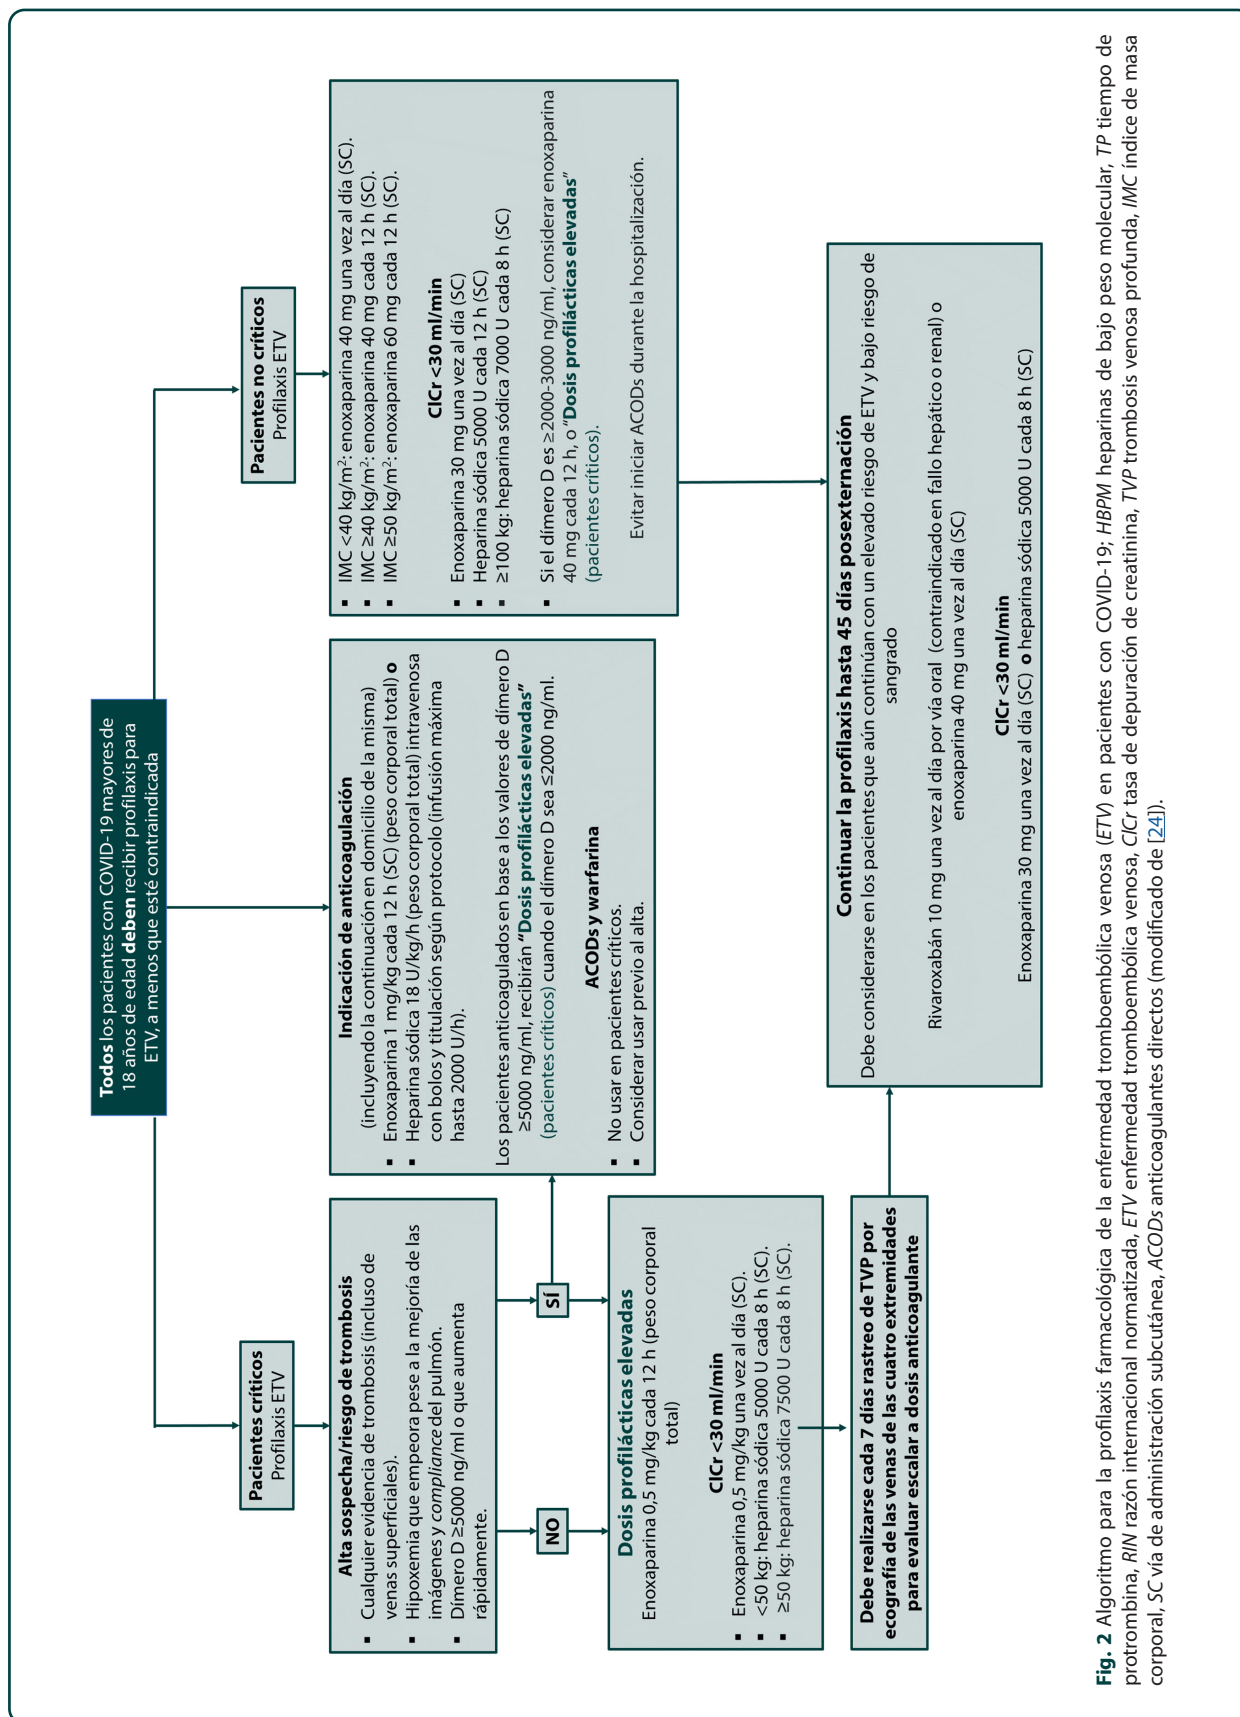 Todos los pacientes con COVID-19 mayores de
18 años de edad deben recibir profilaxis para
ETV, a menos que esté contraindicada
Pacientes críticos
Profilaxis ETV
Alta sospecha/riesgo de trombosis
▪ Cualquier evidencia de trombosis (incluso de
venas superficiales).
▪ Hipoxemia que empeora pese a la mejoría de las
imágenes y compliance del pulmón.
▪ Dímero D ≥5000 ng/ml o que aumenta
rápidamente.
NO
SÍ
Dosis profilácticas elevadas
Enoxaparina 0,5 mg/kg cada 12 h (peso corporal
total)
ClCr <30 ml/min
▪ Enoxaparina 0,5 mg/kg una vez al día (SC).
▪ <50 kg: heparina sódica 5000 U cada 8 h (SC).
▪ ≥50 kg: heparina sódica 7500 U cada 8 h (SC).
Debe realizarse cada 7 días rastreo de TVP por
ecografía de las venas de las cuatro extremidades
para evaluar escalar a dosis anticoagulante
Indicación de anticoagulación
(incluyendo la continuación en domicilio de la misma)
▪ Enoxaparina 1 mg/kg cada 12 h (SC) (peso corporal total) o
▪ Heparina sódica 18 U/kg/h (peso corporal total) intravenosa
con bolos y titulación según protocolo (infusión máxima
hasta 2000 U/h).
Los pacientes anticoagulados en base a los valores de dímero D
≥5000 ng/ml, recibirán “Dosis profilácticas elevadas”
(pacientes críticos) cuando el dímero D sea ≤2000 ng/ml.
ACODs y warfarina
▪ No usar en pacientes críticos.
▪ Considerar usar previo al alta.
Pacientes no críticos
Profilaxis ETV
▪ IMC <40 kg/m²: enoxaparina 40 mg una vez al día (SC).
▪ IMC ≥40 kg/m²: enoxaparina 40 mg cada 12 h (SC).
▪ IMC ≥50 kg/m²: enoxaparina 60 mg cada 12 h (SC).
ClCr <30 ml/min
▪ Enoxaparina 30 mg una vez al día (SC)
▪ Heparina sódica 5000 U cada 12 h (SC)
▪ ≥100 kg: heparina sódica 7000 U cada 8 h (SC)
▪ Si el dímero D es ≥2000-3000 ng/ml, considerar enoxaparina
40 mg cada 12 h, o “Dosis profilácticas elevadas”
(pacientes críticos).
Evitar iniciar ACODs durante la hospitalización.
Continuar la profilaxis hasta 45 días posexternación
Debe considerarse en los pacientes que aún continúan con un elevado riesgo de ETV y bajo riesgo de
sangrado
Rivaroxabán 10 mg una vez al día por vía oral (contraindicado en fallo hepático o renal) o
enoxaparina 40 mg una vez al día (SC)
ClCr <30 ml/min
Enoxaparina 30 mg una vez al día (SC) o heparina sódica 5000 U cada 8 h (SC)
Fig. 2 Algoritmo para la profilaxis farmacológica de la enfermedad tromboembólica venosa (ETV) en pacientes con COVID-19; HBPM heparinas de bajo peso molecular, TP tiempo de
protrombina, RIN razón internacional normatizada, ETV enfermedad tromboembólica venosa, ClCr tasa de depuración de creatinina, TVP trombosis venosa profunda, IMC índice de masa
corporal, SC vía de administración subcutánea, ACODs anticoagulantes directos (modificado de [24]).